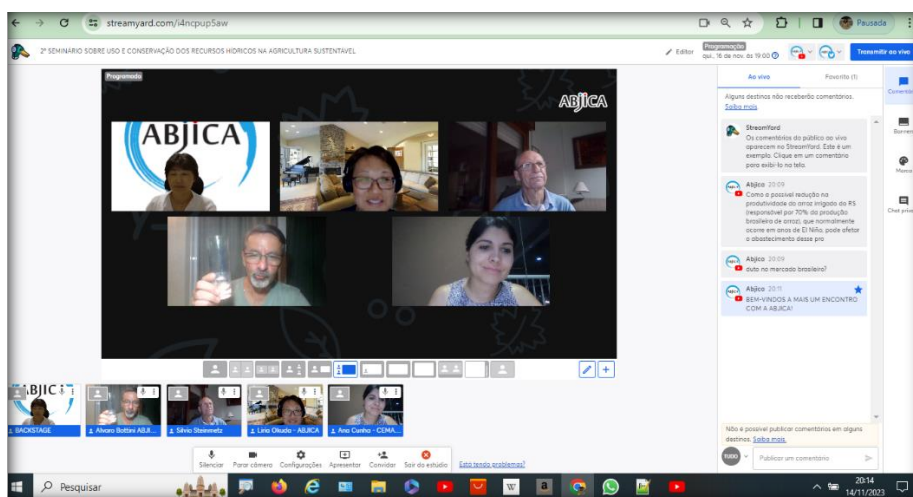 streamyard.com/i4ncpup5aw
Pausada
2º SEMINÁRIO SOBRE USO E CONSERVAÇÃO DOS RECURSOS HÍDRICOS NA AGRICULTURA SUSTENTÁVEL
Editor
Programação
qui., 16 de nov. às 19:00
Transmitir ao vivo
Programado
ABJICA
ABJICA
Ao vivo
Favorito (1)
Alguns destinos não receberão comentários.
Saiba mais.
StreamYard
Os comentários do público ao vivo
aparecem no StreamYard. Este é um
exemplo. Clique em um comentário
para exibi-lo na tela.
Abjica 20:09
Como a possível redução na
produtividade do arroz irrigado do RS
(responsável por 70% da produção
brasileira de arroz), que normalmente
ocorre em anos de El Niño, pode afetar
o abastecimento desse pro
Abjica 20:09
duto no mercado brasileiro?
Abjica 20:11
BEM-VINDOS A MAIS UM ENCONTRO
COM A ABJICA!
Não é possível publicar comentários em alguns
destinos. Saiba mais.
TUDO
Publicar um comentário
Comentá
Banners
Marca
Chat priva
BACKSTAGE
Alvaro Bottini ABJI...
Silvio Steinmetz
Liria Okuda - ABJICA
Ana Cunha - CEMA...
Silenciar
Parar câmera
Configurações
Apresentar
Convidar
Sair do estúdio
Está tendo problemas?
Pesquisar
20:14
14/11/2023